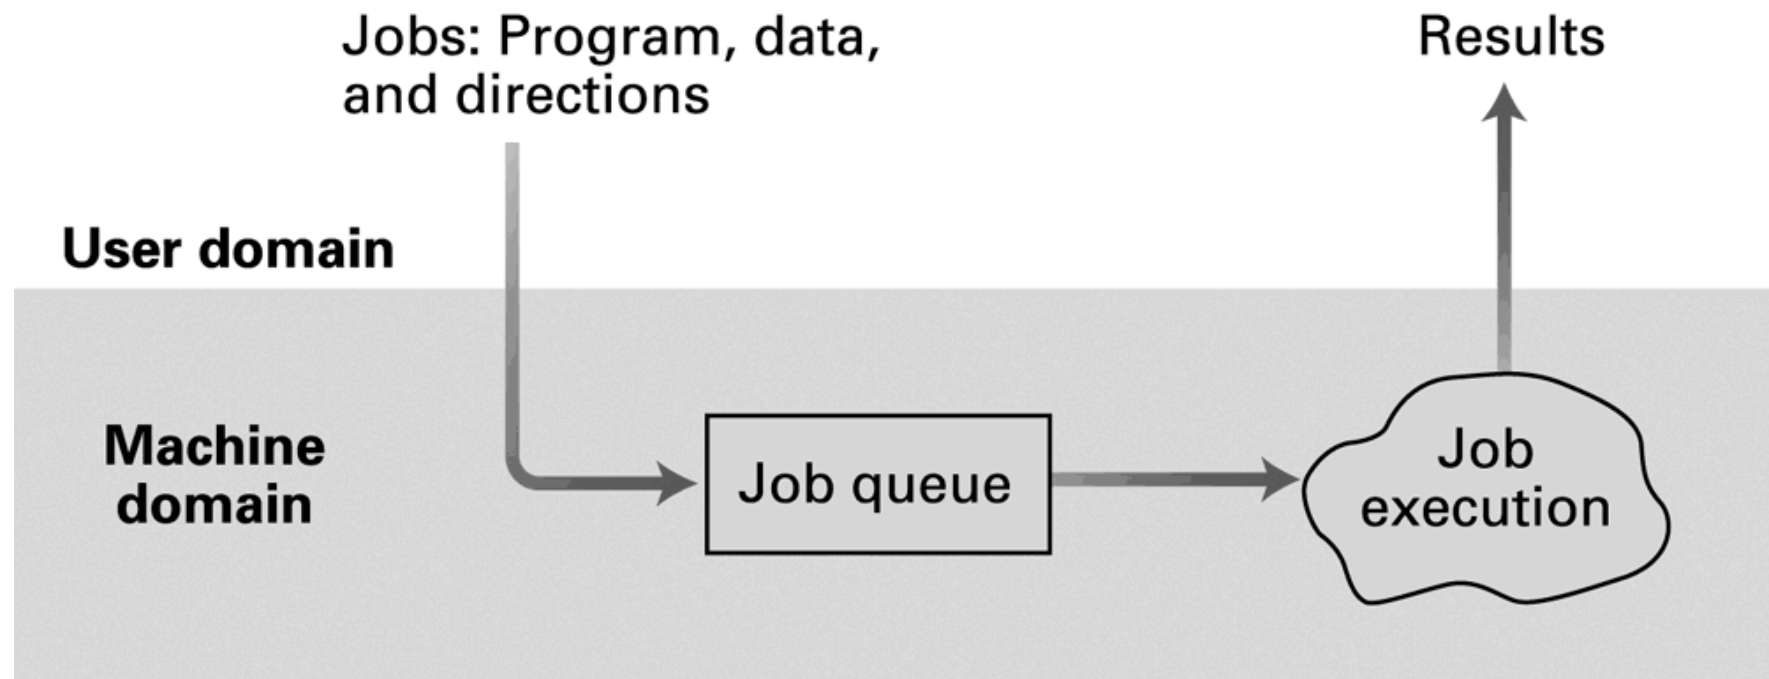 Jobs: Program, data,
and directions
Results
User domain
Machine
domain
Job queue
Job
execution